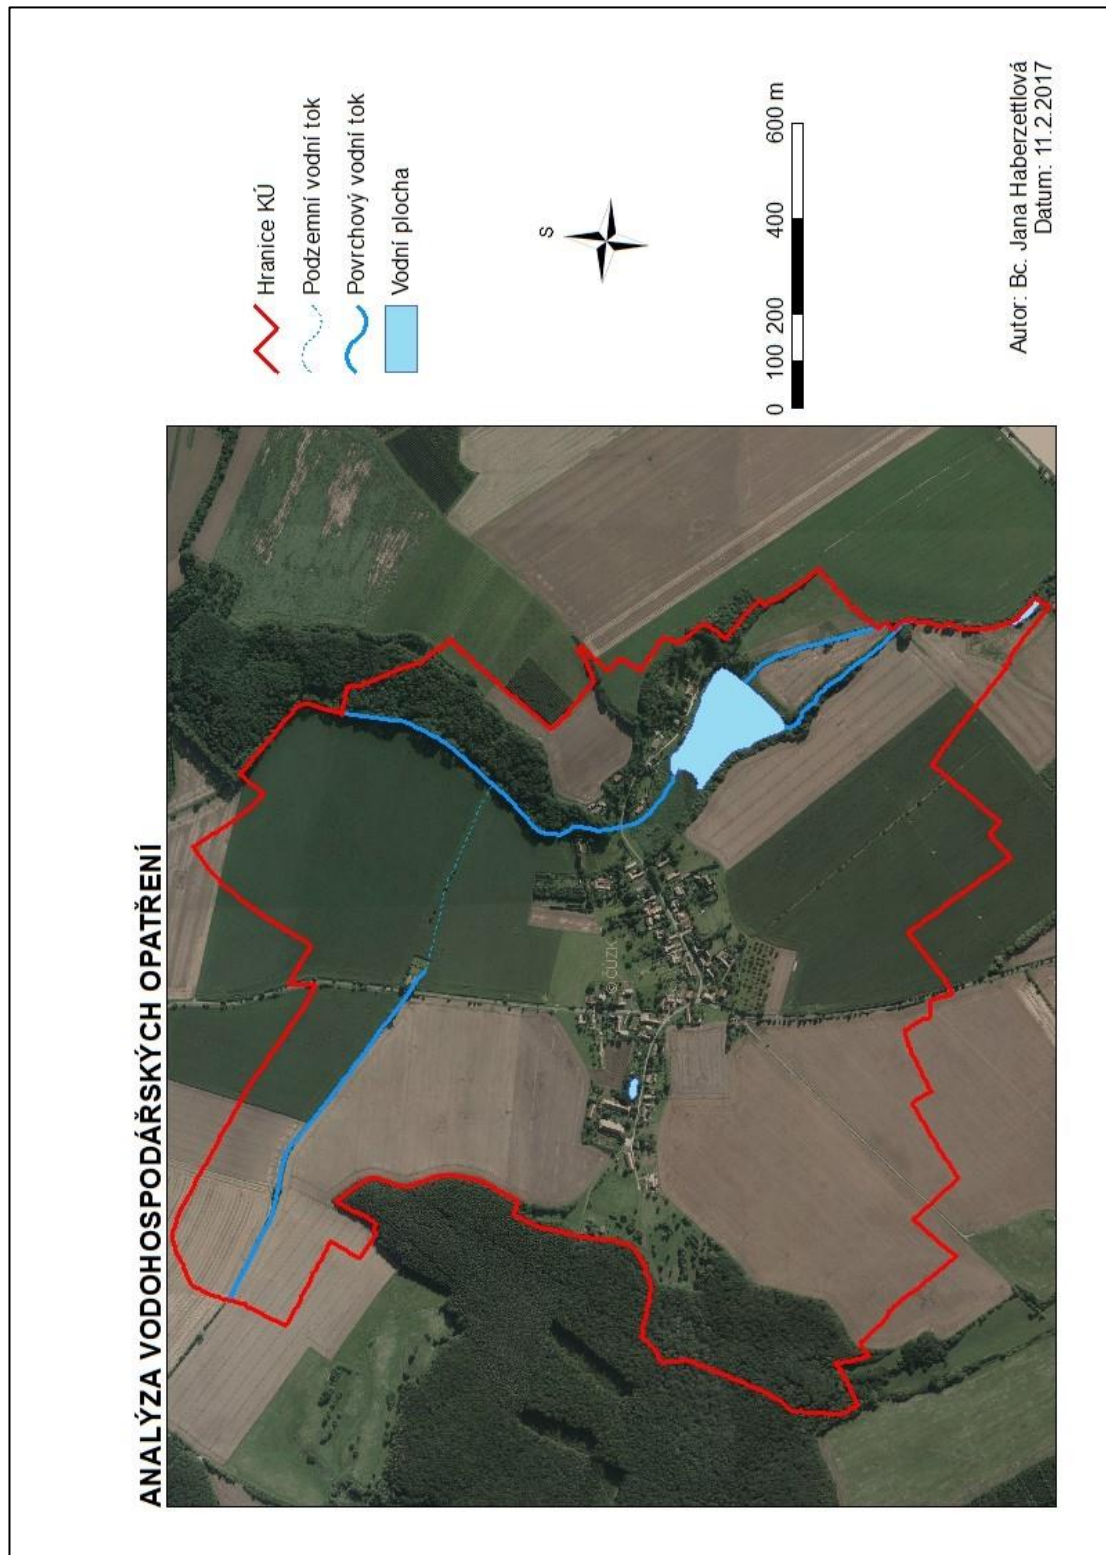 ANALÝZA VODOHOSPODÁŘSKÝCH OPATŘENÍ
Hranice KÚ
Podzemní vodní tok
Povrchový vodní tok
Vodní plocha
S
0 100 200 400 600 m
© ČÚZK
Autor: Bc. Jana Haberzettlová
Datum: 11.2.2017